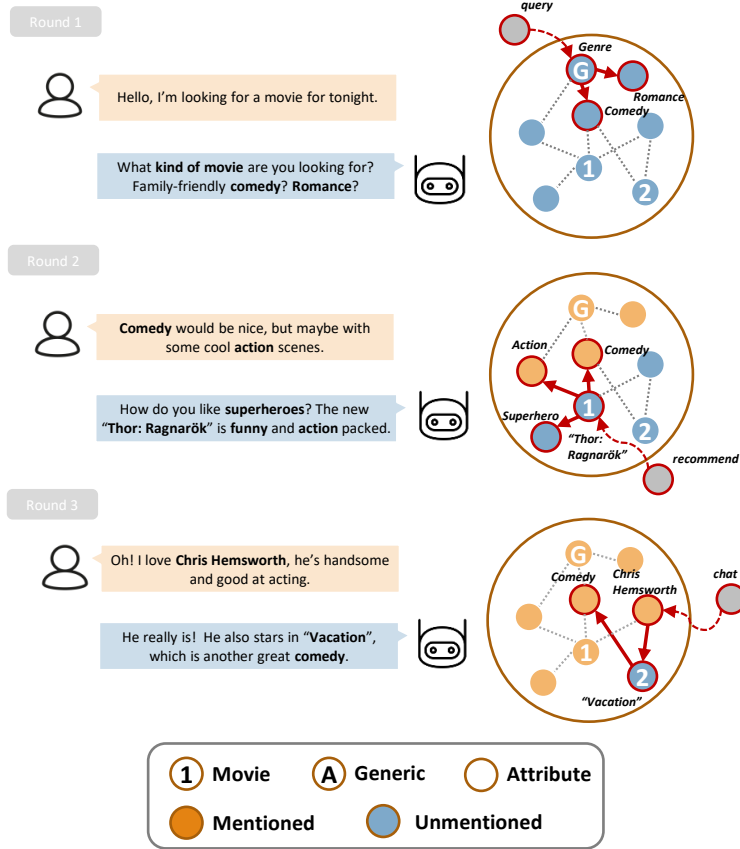 Round 1
query
Genre
G
Romance
Comedy
Hello, I'm looking for a movie for tonight.
What kind of movie are you looking for?
Family-friendly comedy? Romance?
1
2
Round 2
G
Comedy would be nice, but maybe with
some cool action scenes.
Action
Comedy
How do you like superheroes? The new
“Thor: Ragnarök” is funny and action packed.
1
Superhero
2
“Thor:
Ragnarök”
recommend
Round 3
Oh! I love Chris Hemsworth, he's handsome
and good at acting.
G
Comedy
Chris
Hemsworth
chat
He really is! He also stars in “Vacation”,
which is another great comedy.
1
2
“Vacation”
1 Movie
A Generic
Attribute
Mentioned
Unmentioned